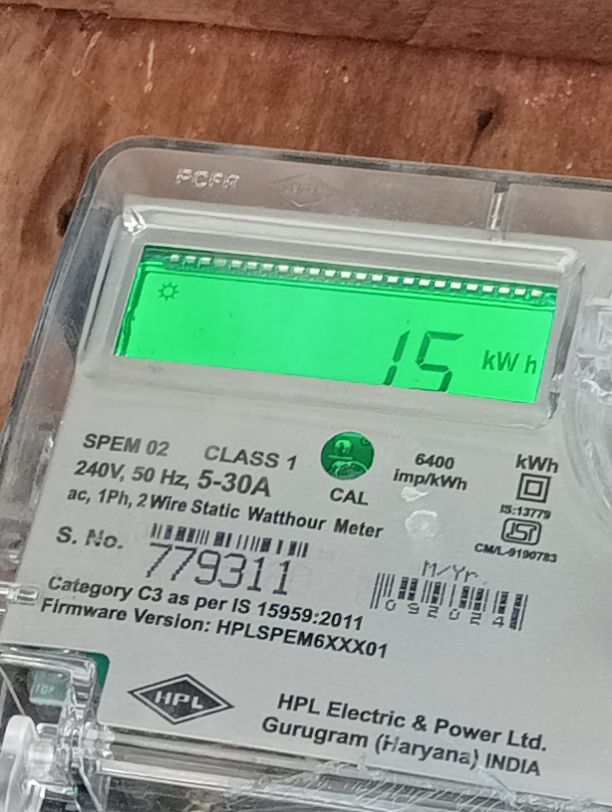 15 kWh
SPEM 02 CLASS 1
240V, 50 Hz, 5-30A
ac, 1Ph, 2 Wire Static Watthour Meter
CAL
6400
imp/kWh
kWh
IS:13779
ISI
CM/L-9190783
S. No.
779311
M/Yr.
092024
Category C3 as per IS 15959:2011
Firmware Version: HPLSPEM6XXX01
HPL
HPL Electric & Power Ltd.
Gurugram (Haryana) INDIA